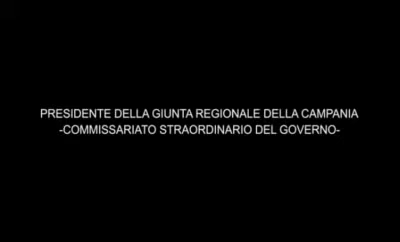 PRESIDENTE DELLA GIUNTA REGIONALE DELLA CAMPANIA
-COMMISSARIATO STRAORDINARIO DEL GOVERNO-